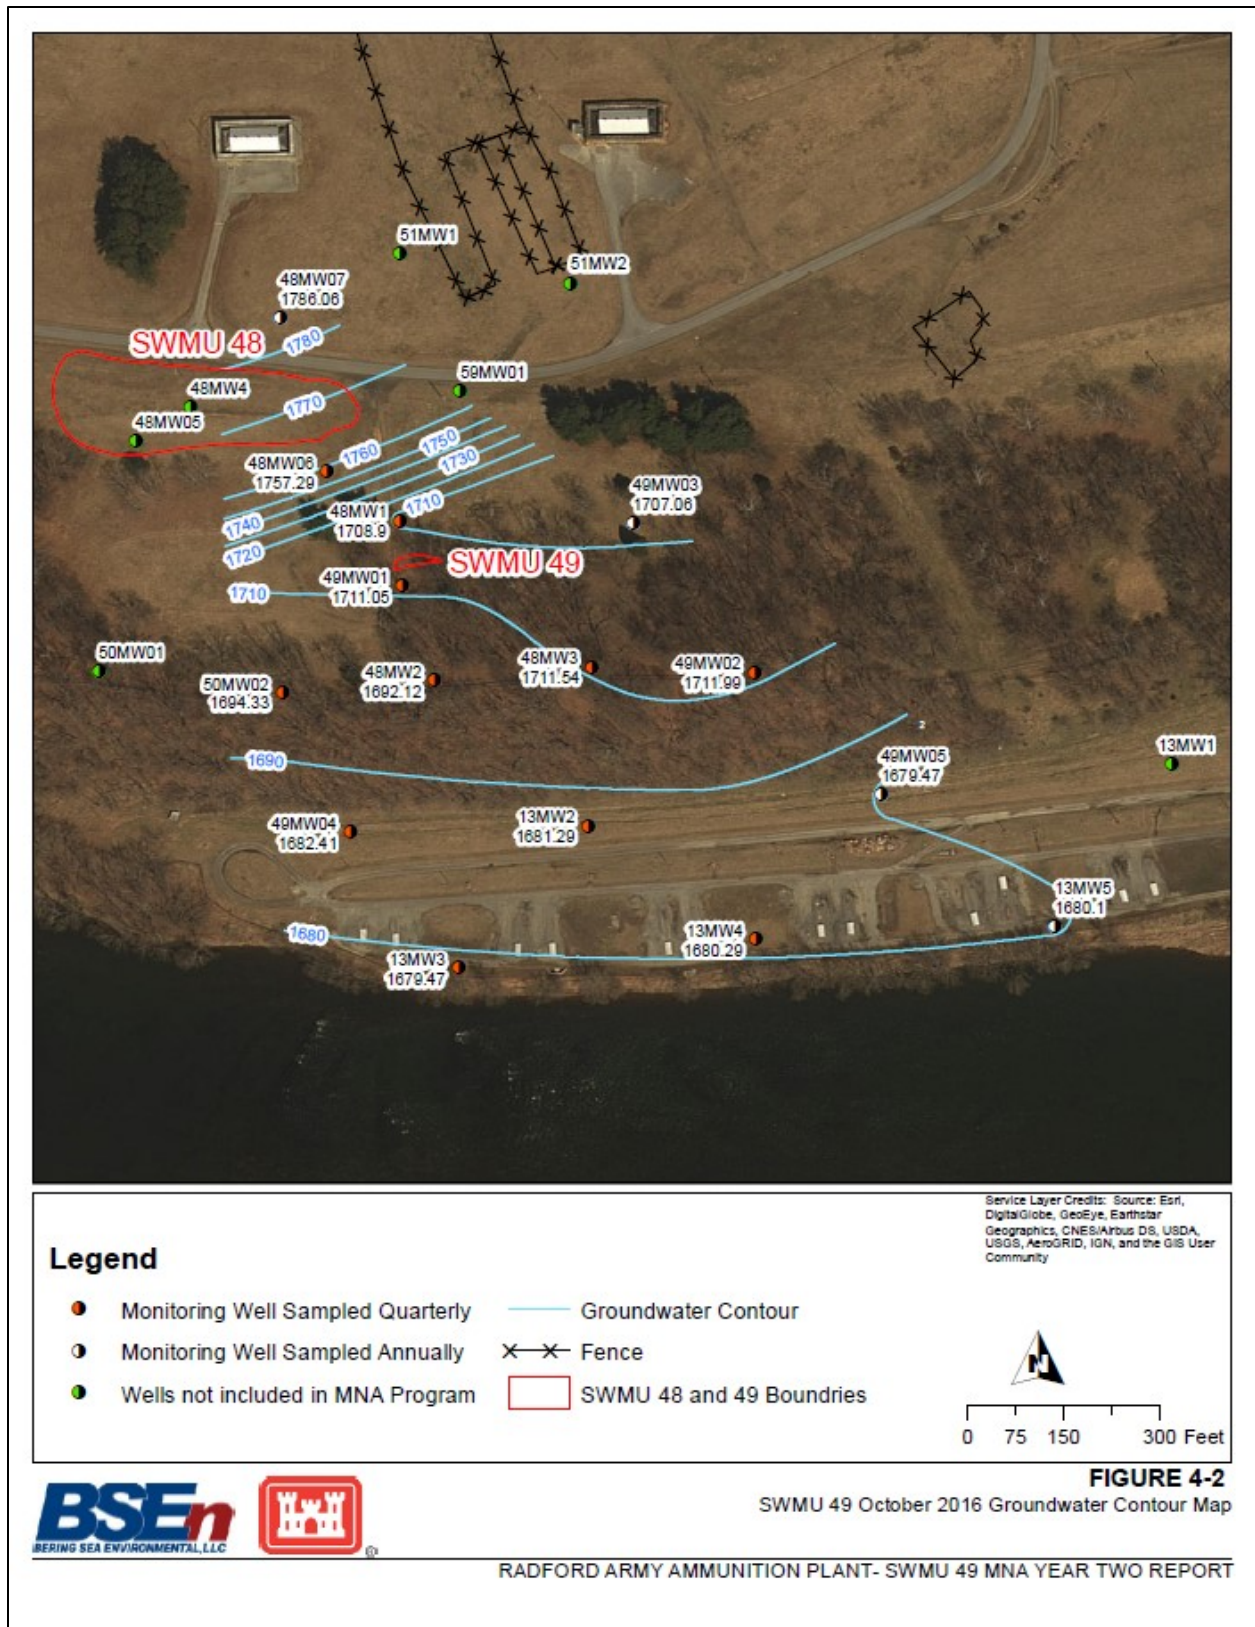 51MW1
51MW2
48MW07
1786.06
1780
SWMU 48
59MW01
48MW4
1770
48MW05
1760
1750
48MW06
1757.29
1730
49MW03
1707.06
48MW1
1708.9
1710
1740
1720
SWMU 49
49MW01
1711.05
1710
50MW01
48MW3
1711.54
49MW02
1711.99
48MW2
1692.12
50MW02
1694.33
2
13MW1
49MW05
1679.47
1690
13MW2
1681.29
49MW04
1682.41
13MW5
1680.1
1680
13MW4
1680.29
13MW3
1679.47
Service Layer Credits: Source: Esri,
DigitalGlobe, GeoEye, Earthstar
Geographics, CNES/Airbus DS, USDA,
USGS, AeroGRID, IGN, and the GIS User
Community
Legend
Monitoring Well Sampled Quarterly
Groundwater Contour
Monitoring Well Sampled Annually
Fence
Wells not included in MNA Program
SWMU 48 and 49 Boundries
N
0 75 150 300 Feet
FIGURE 4-2
SWMU 49 October 2016 Groundwater Contour Map
BSEn
BERING SEA ENVIRONMENTAL, LLC
®
RADFORD ARMY AMMUNITION PLANT- SWMU 49 MNA YEAR TWO REPORT